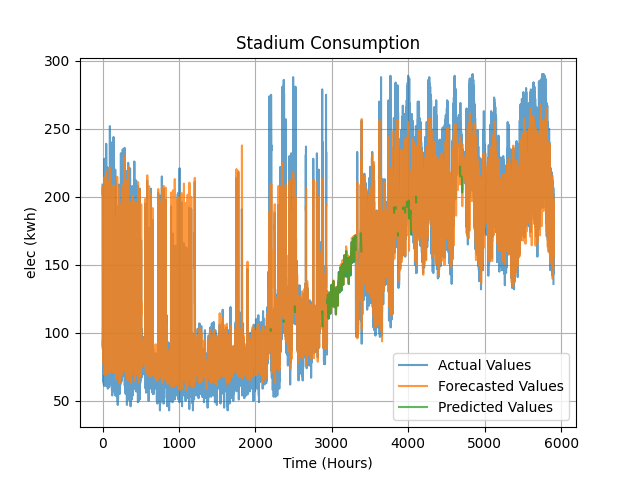 Stadium Consumption
300
250
200
150
100
50
elec (kwh)
0
1000
2000
3000
4000
5000
6000
Time (Hours)
Actual Values
Forecasted Values
Predicted Values